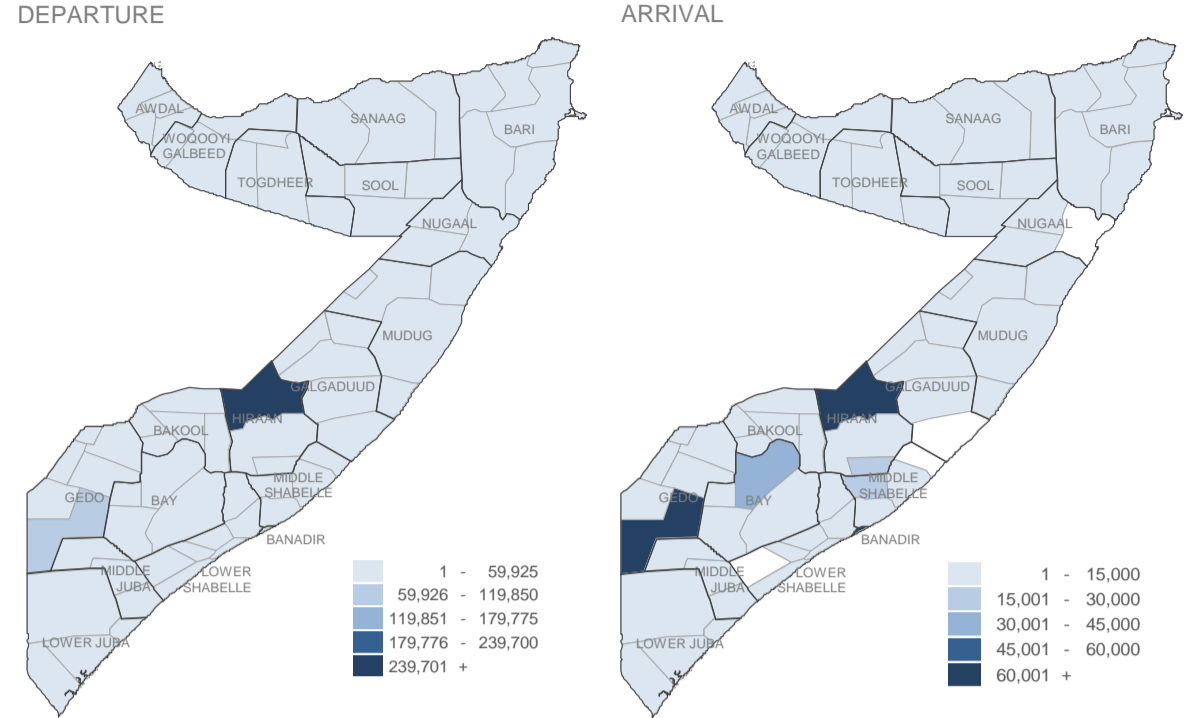 DEPARTURE
AWDAL
WOQOOYI
GALBEED
TOGDHEER
SANAAG
SOOL
BARI
NUGAAL
MUDUG
GALGADUUD
HIRAAN
BAKOOL
GEDO
BAY
MIDDLE
SHABELLE
BANADIR
MIDDLE
JUBA
LOWER
SHABELLE
LOWER JUBA
1 - 59,925
59,926 - 119,850
119,851 - 179,775
179,776 - 239,700
239,701 +
ARRIVAL
AWDAL
WOQOOYI
GALBEED
TOGDHEER
SANAAG
SOOL
BARI
NUGAAL
MUDUG
GALGADUUD
HIRAAN
BAKOOL
GEDO
BAY
MIDDLE
SHABELLE
BANADIR
MIDDLE
JUBA
LOWER
SHABELLE
LOWER JUBA
1 - 15,000
15,001 - 30,000
30,001 - 45,000
45,001 - 60,000
60,001 +